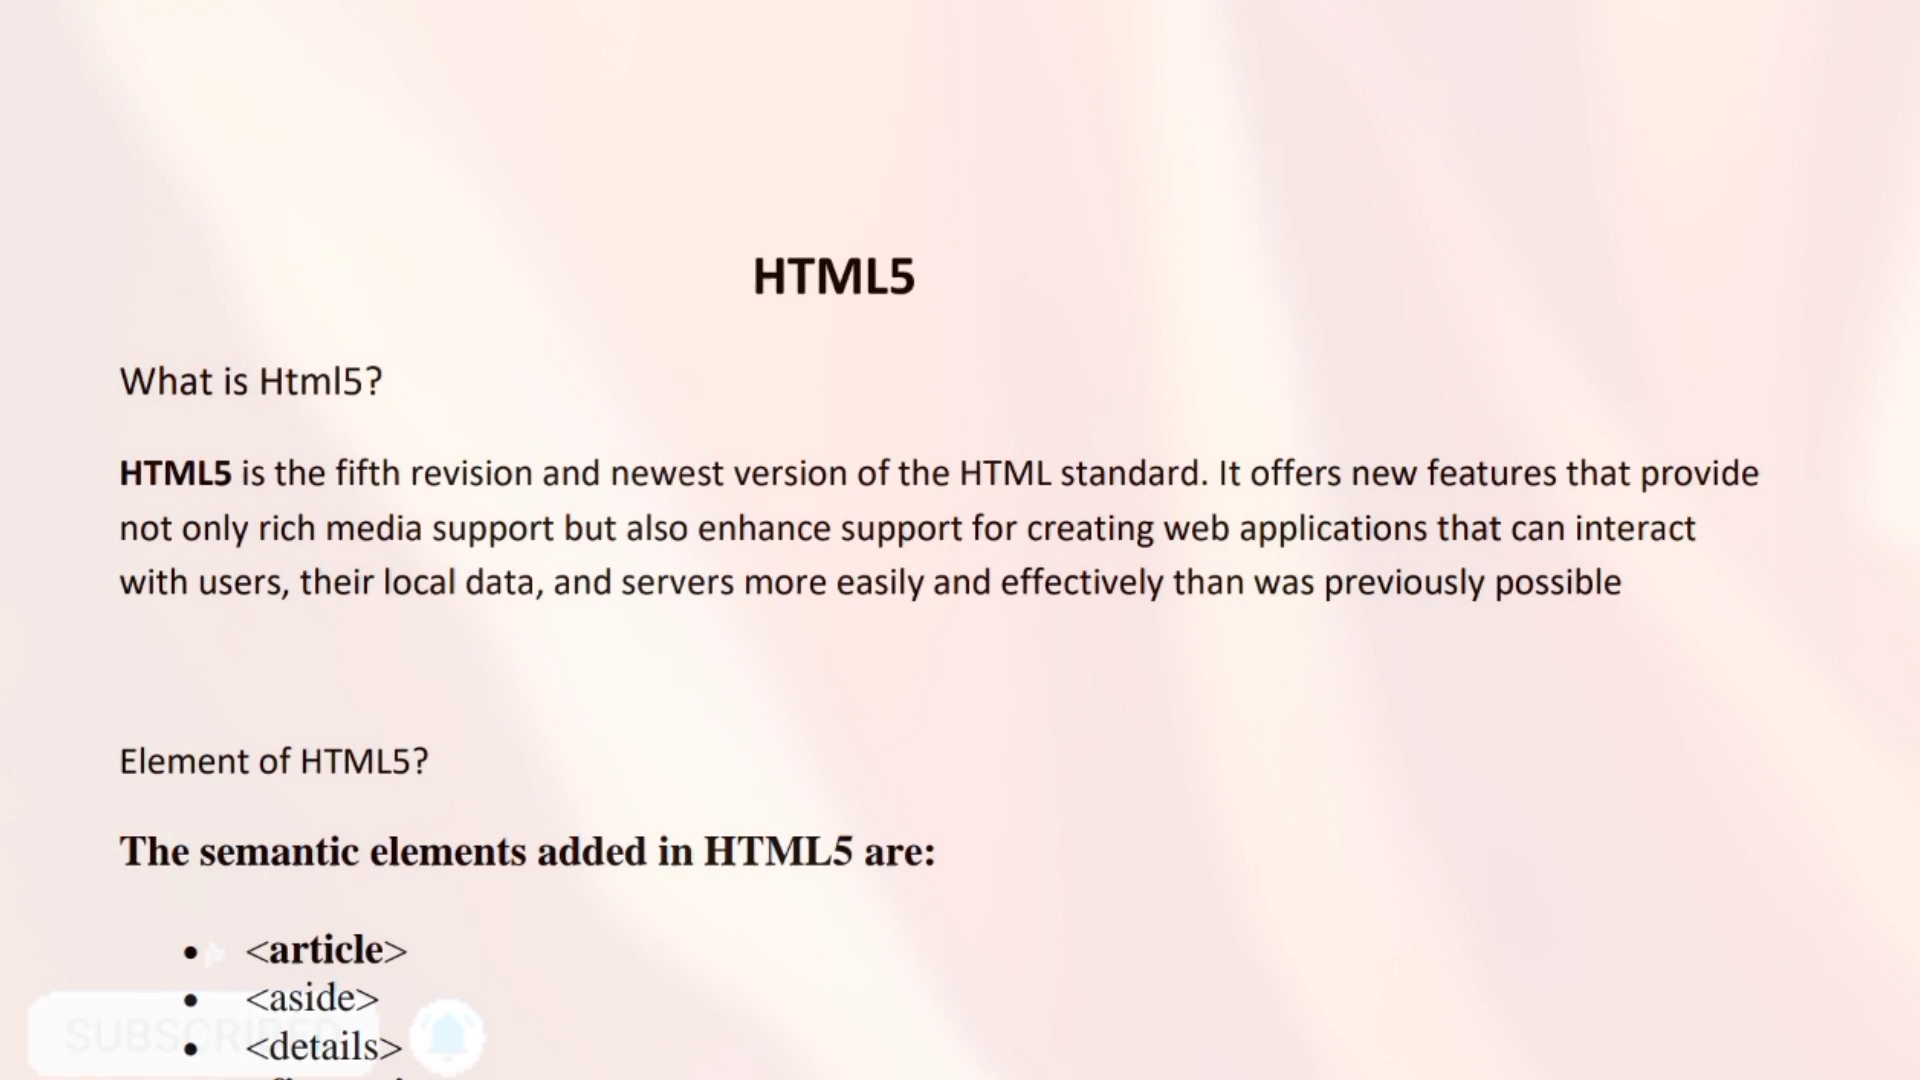 HTML5
What is Html5?
HTML5 is the fifth revision and newest version of the HTML standard. It offers new features that provide
not only rich media support but also enhance support for creating web applications that can interact
with users, their local data, and servers more easily and effectively than was previously possible
Element of HTML5?
The semantic elements added in HTML5 are:
• <article>
• <aside>
• <details>
SUBSCRIBED